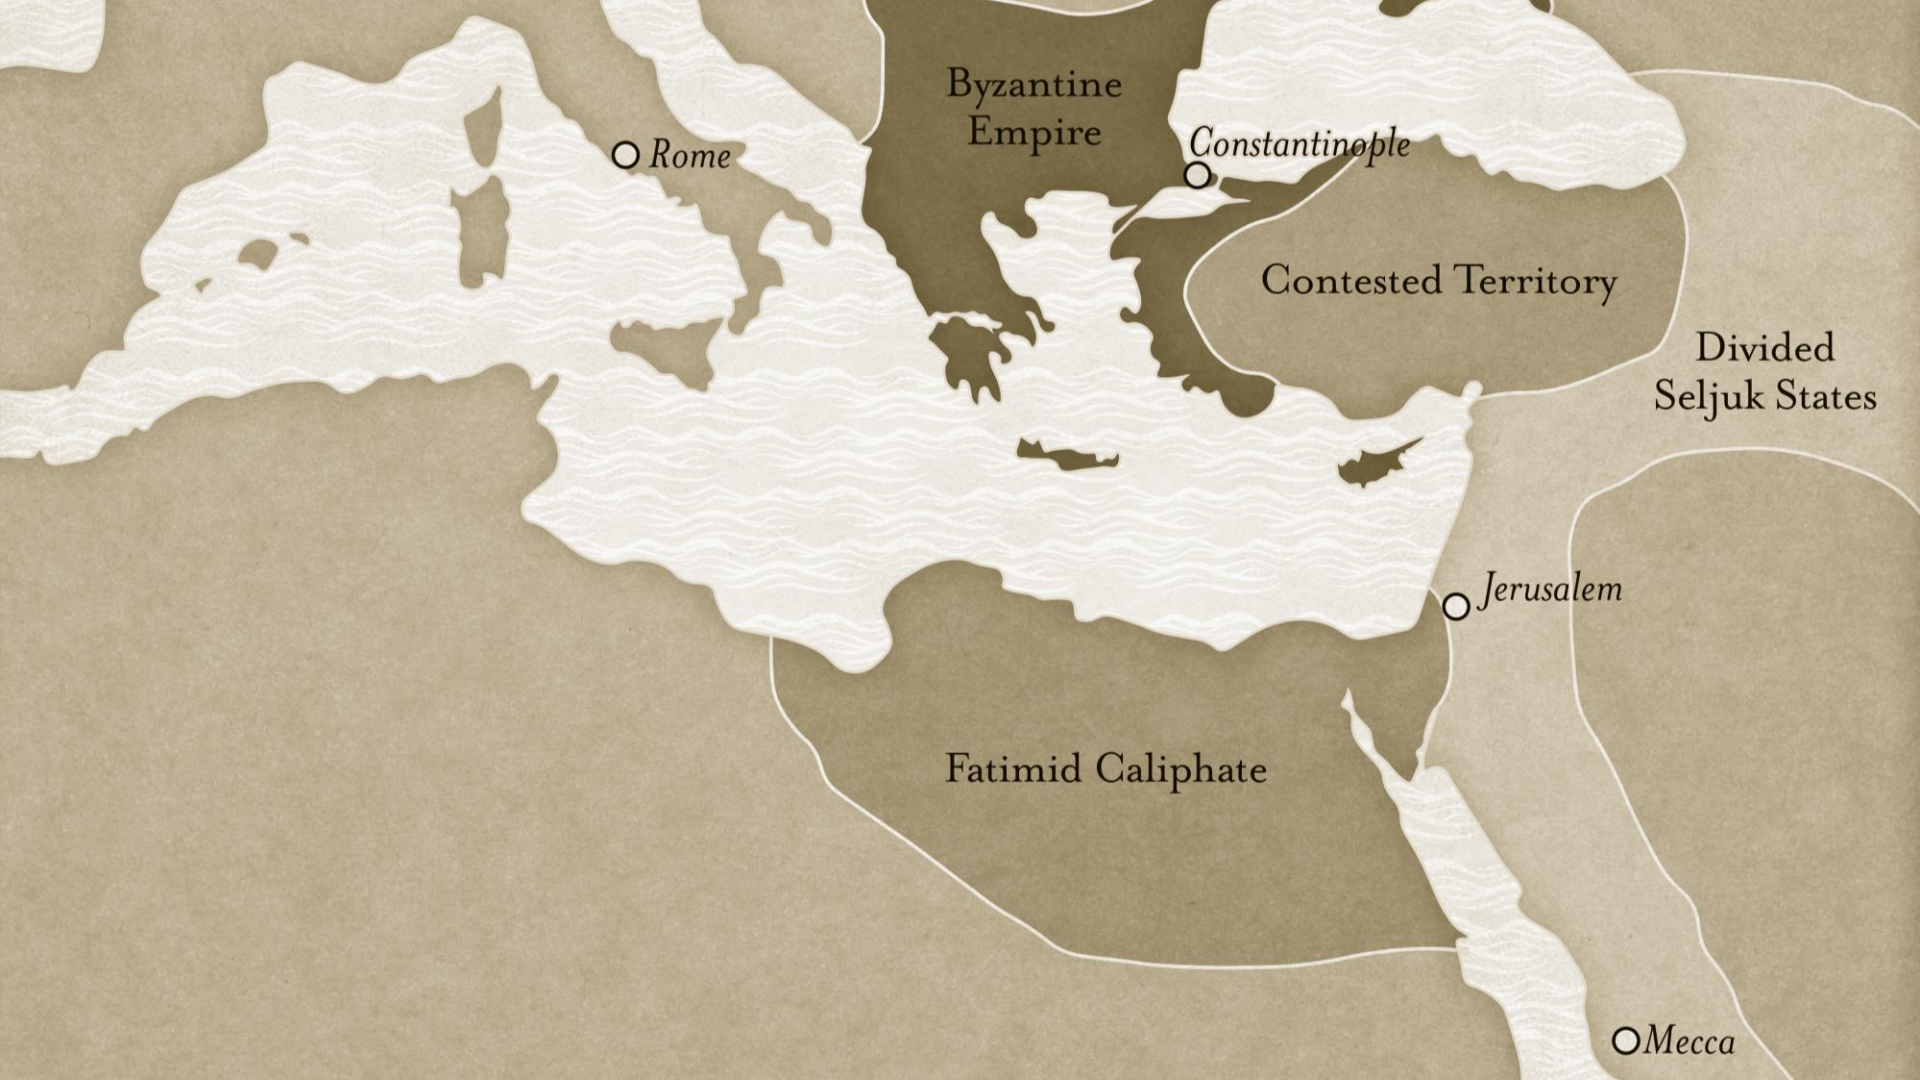 Byzantine
Empire
Constantinople
Rome
Contested Territory
Divided
Seljuk States
Jerusalem
Fatimid Caliphate
Mecca